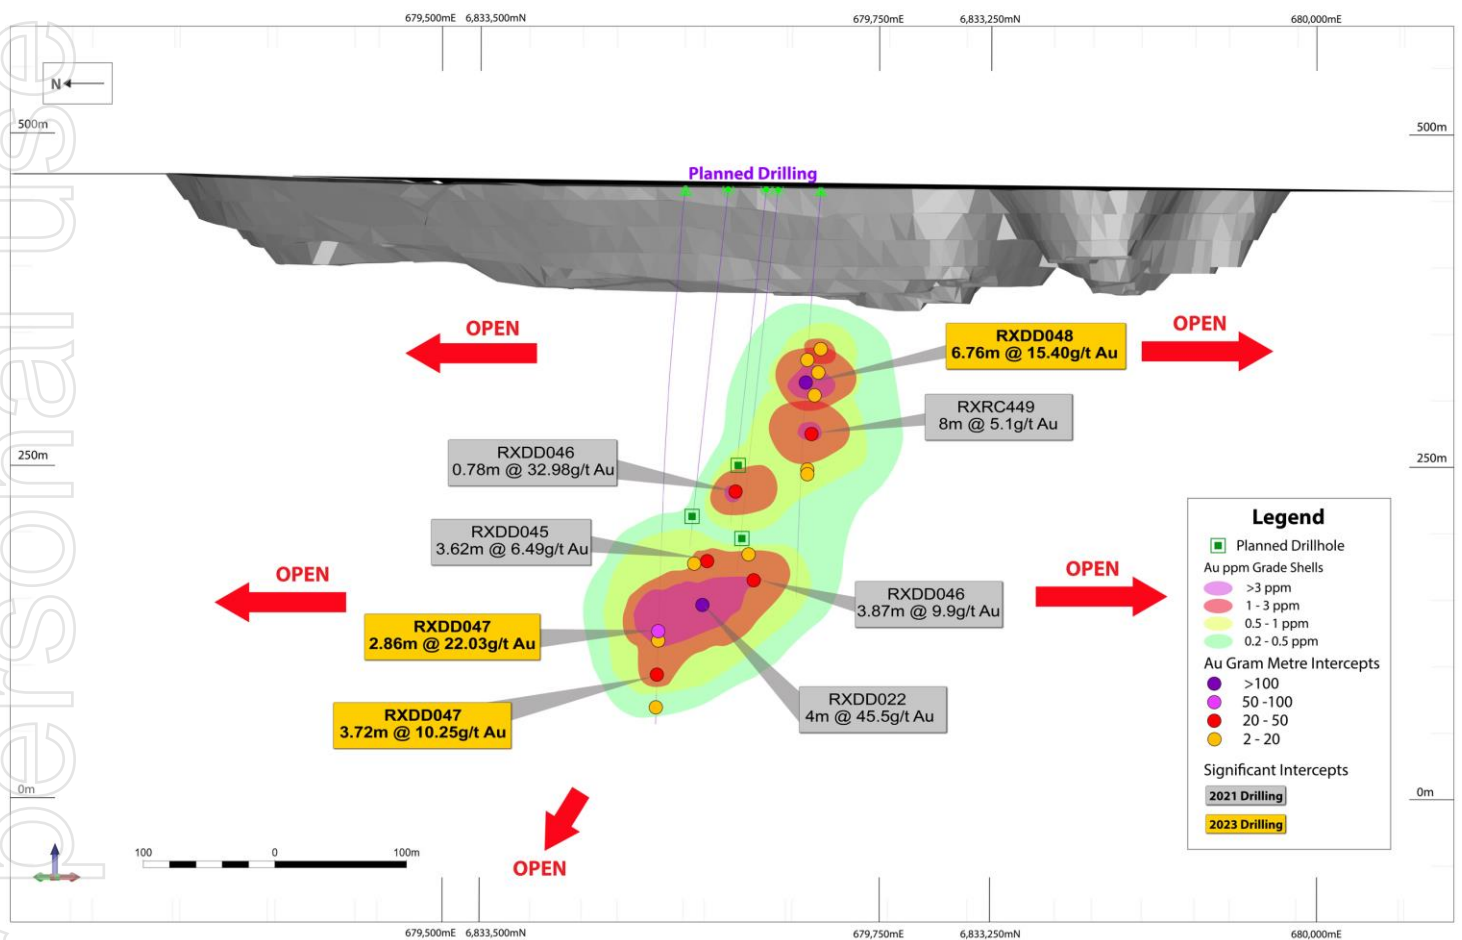 679,500mE 6,833,500mN 679,750mE 6,833,250mN 680,000mE
N
500m 500m
Planned Drilling
OPEN OPEN
RXDD048
6.76m @ 15.40g/t Au
RXRC449
8m @ 5.1g/t Au
RXDD046
0.78m @ 32.98g/t Au
250m 250m
RXDD045
3.62m @ 6.49g/t Au
OPEN OPEN
RXDD046
3.87m @ 9.9g/t Au
RXDD047
2.86m @ 22.03g/t Au
RXDD022
4m @ 45.5g/t Au
RXDD047
3.72m @ 10.25g/t Au
Legend
Planned Drillhole
Au ppm Grade Shells
>3 ppm
1 - 3 ppm
0.5 - 1 ppm
0.2 - 0.5 ppm
Au Gram Metre Intercepts
>100
50 -100
20 - 50
2 - 20
Significant Intercepts
2021 Drilling
2023 Drilling
0m 0m
OPEN
100 0 100m
679,500mE 6,833,500mN 679,750mE 6,833,250mN 680,000mE
personal use